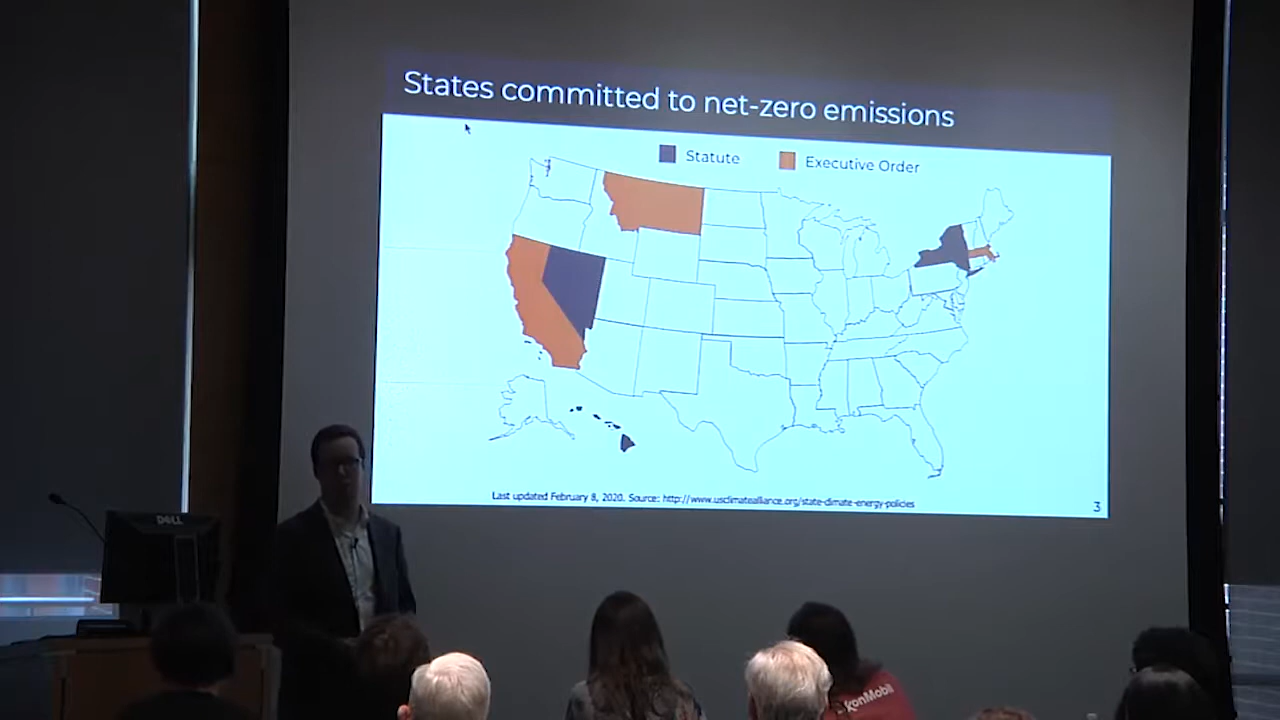 States committed to net-zero emissions
Statute
Executive Order
Last updated February 8, 2020. Source: http://www.usclimatealliance.org/state-climate-energy-policies
3
DELL
xonMobil